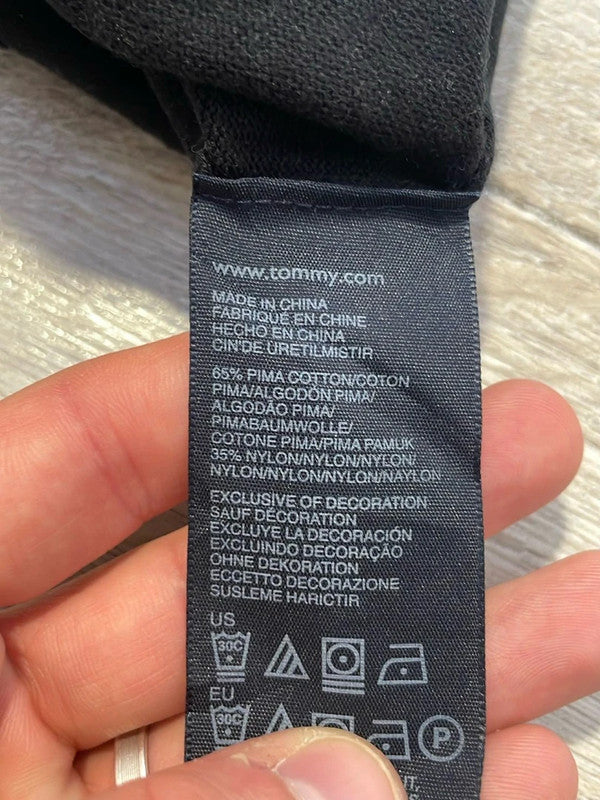 www.tommy.com
MADE IN CHINA
FABRIQUÉ EN CHINE
HECHO EN CHINA
CIN'DE URETILMISTIR
65% PIMA COTTON/COTON
PIMA/ALGODÓN PIMA/
ALGODÃO PIMA/
PIMABAUMWOLLE/
COTONE PIMA/PIMA PAMUK
35% NYLON/NYLON/NYLON/
NYLON/NYLON/NYLON/NAYLON
EXCLUSIVE OF DECORATION
SAUF DÉCORATION
EXCLUYE LA DECORACIÓN
EXCLUINDO DECORAÇÃO
OHNE DEKORATION
ECCETTO DECORAZIONE
SUSLEME HARICTIR
US
30C
EU
30C P